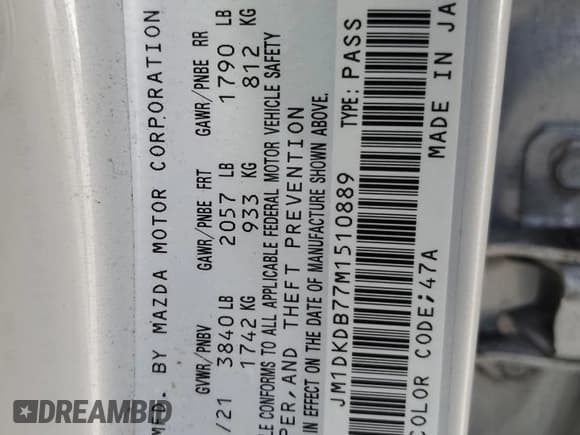 MFD. BY MAZDA MOTOR CORPORATION
GVWR/PNBV GAWR/PNBE FRT GAWR/PNBE RR
/21 3840 LB 2057 LB 1790 LB
1742 KG 933 KG 812 KG
LE CONFORMS TO ALL APPLICABLE FEDERAL MOTOR VEHICLE SAFETY
PER, AND THEFT PREVENTION
IN EFFECT ON THE DATE OF MANUFACTURE SHOWN ABOVE.
JM1DKDB77M1510889 TYPE: PASS
COLOR CODE;47A MADE IN JA
DREAMBID